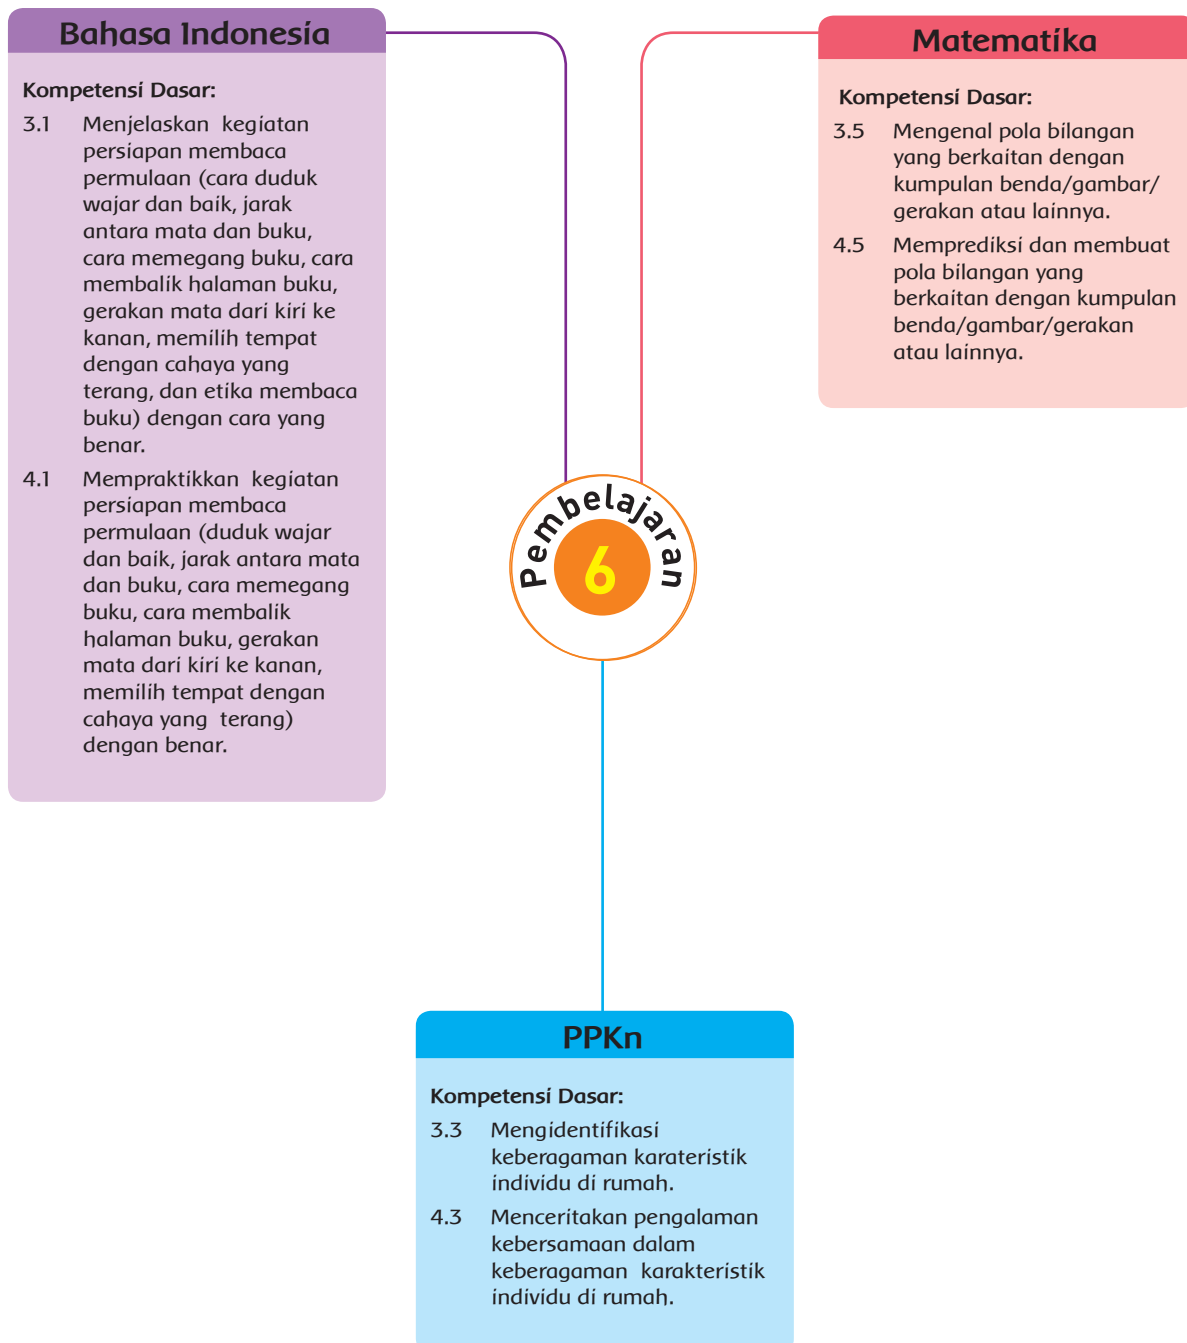 Bahasa Indonesia
Kompetensi Dasar:
3.1 Menjelaskan kegiatan
persiapan membaca
permulaan (cara duduk
wajar dan baik, jarak
antara mata dan buku,
cara memegang buku, cara
membalik halaman buku,
gerakan mata dari kiri ke
kanan, memilih tempat
dengan cahaya yang
terang, dan etika membaca
buku) dengan cara yang
benar.
4.1 Mempraktikkan kegiatan
persiapan membaca
permulaan (duduk wajar
dan baik, jarak antara mata
dan buku, cara memegang
buku, cara membalik
halaman buku, gerakan
mata dari kiri ke kanan,
memilih tempat dengan
cahaya yang terang)
dengan benar.
Matematika
Kompetensi Dasar:
3.5 Mengenal pola bilangan
yang berkaitan dengan
kumpulan benda/gambar/
gerakan atau lainnya.
4.5 Memprediksi dan membuat
pola bilangan yang
berkaitan dengan kumpulan
benda/gambar/gerakan
atau lainnya.
Pembelajaran
6
PPKn
Kompetensi Dasar:
3.3 Mengidentifikasi
keberagaman karateristik
individu di rumah.
4.3 Menceritakan pengalaman
kebersamaan dalam
keberagaman karakteristik
individu di rumah.